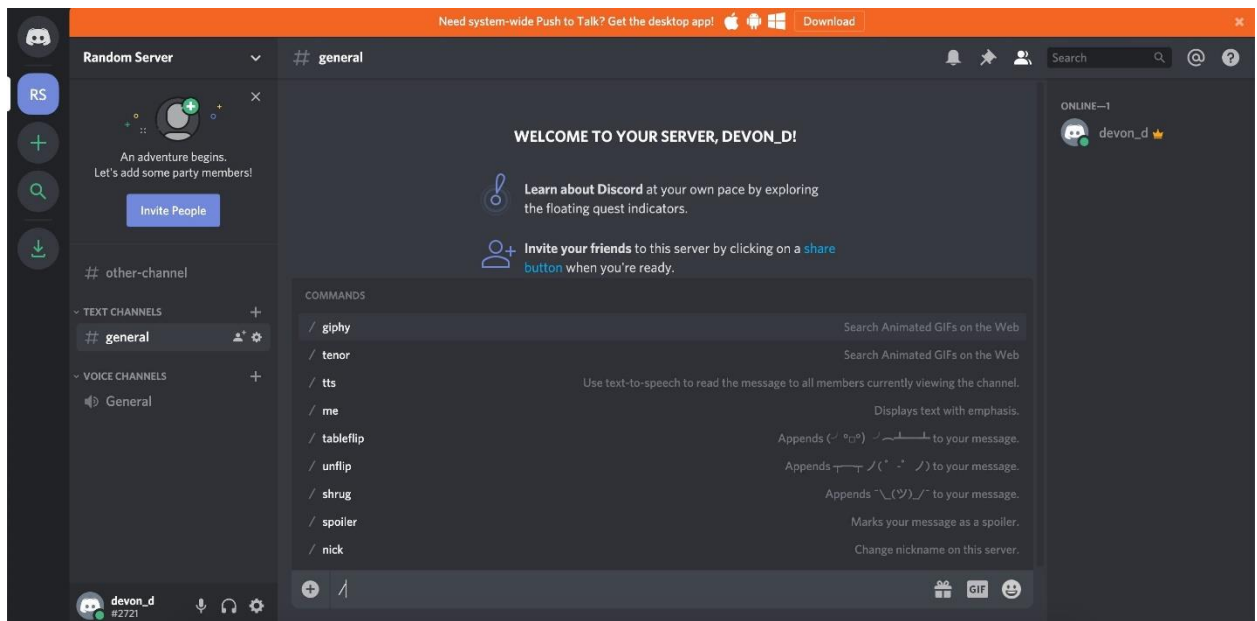 Need system-wide Push to Talk? Get the desktop app! Download
RS
Random Server
An adventure begins.
Let's add some party members!
Invite People
# other-channel
TEXT CHANNELS
# general
VOICE CHANNELS
General
devon_d
#2721
# general
Search
WELCOME TO YOUR SERVER, DEVON_D!
Learn about Discord at your own pace by exploring
the floating quest indicators.
Invite your friends to this server by clicking on a share
button when you're ready.
COMMANDS
/ giphy Search Animated GIFs on the Web
/ tenor Search Animated GIFs on the Web
/ tts Use text-to-speech to read the message to all members currently viewing the channel.
/ me Displays text with emphasis.
/ tableflip Appends (╯°□°)╯︵ ┻━┻ to your message.
/ unflip Appends ┬─┬ ノ( ゜-゜ノ) to your message.
/ shrug Appends ¯\_(ツ)_/¯ to your message.
/ spoiler Marks your message as a spoiler.
/ nick Change nickname on this server.
/
GIF
ONLINE—1
devon_d